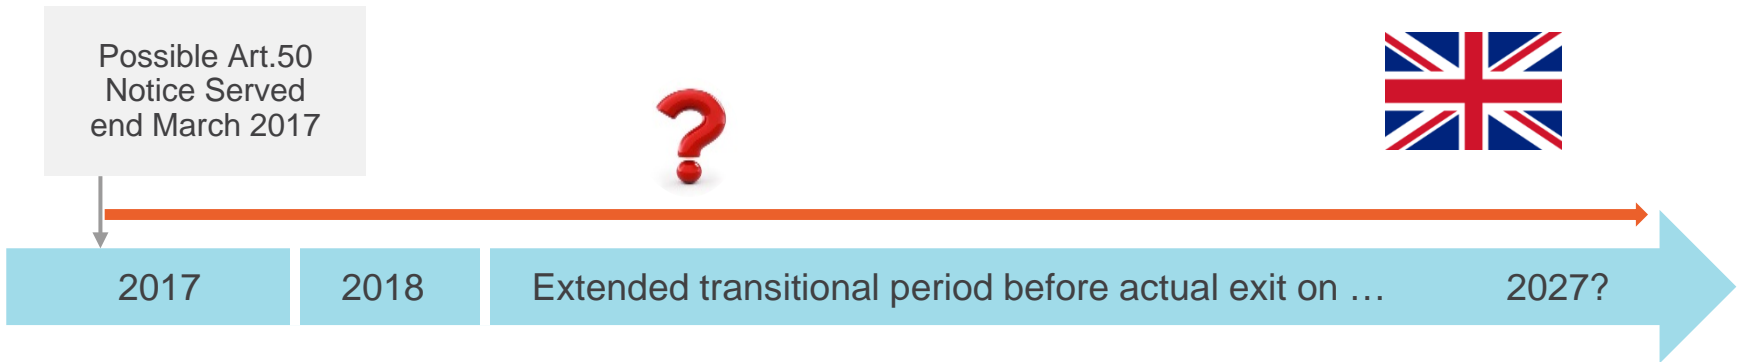 Possible Art.50
Notice Served
end March 2017
?
2017
2018
Extended transitional period before actual exit on …
2027?